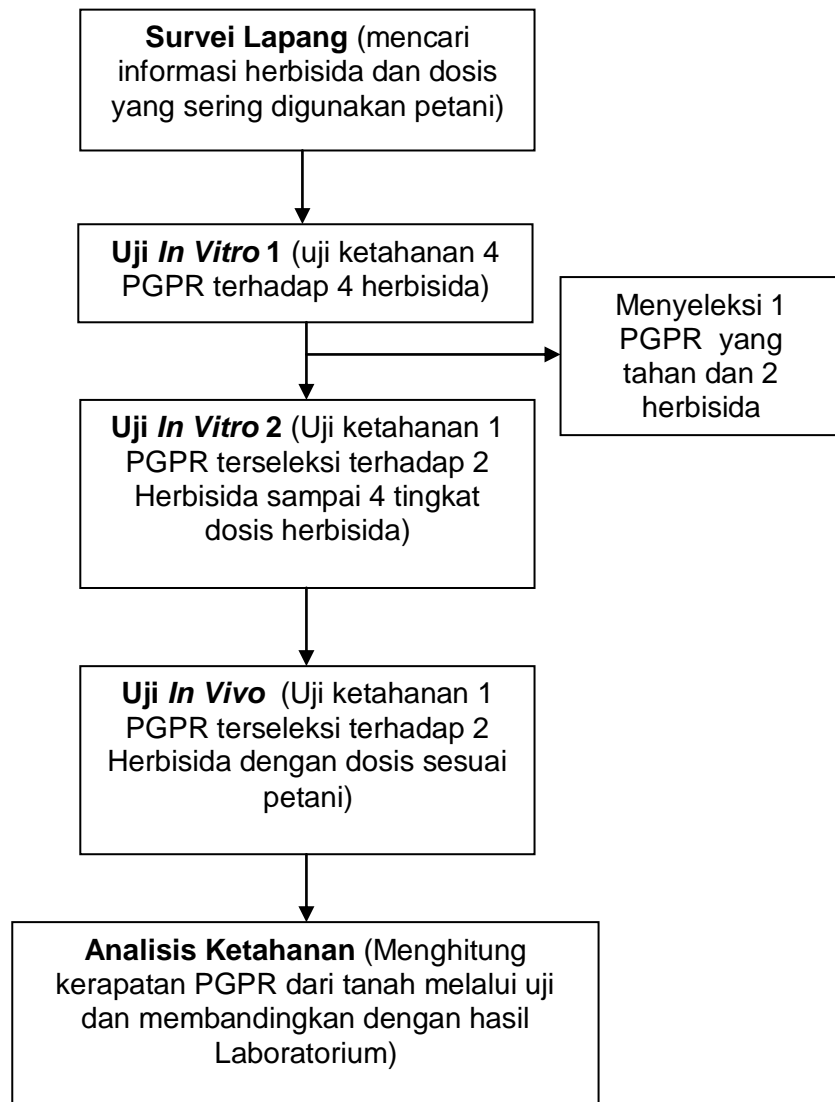 Survei Lapang (mencari
informasi herbisida dan dosis
yang sering digunakan petani)
Uji In Vitro 1 (uji ketahanan 4
PGPR terhadap 4 herbisida)
Menyeleksi 1
PGPR yang
tahan dan 2
herbisida
Uji In Vitro 2 (Uji ketahanan 1
PGPR terseleksi terhadap 2
Herbisida sampai 4 tingkat
dosis herbisida)
Uji In Vivo (Uji ketahanan 1
PGPR terseleksi terhadap 2
Herbisida dengan dosis sesuai
petani)
Analisis Ketahanan (Menghitung
kerapatan PGPR dari tanah melalui uji
dan membandingkan dengan hasil
Laboratorium)